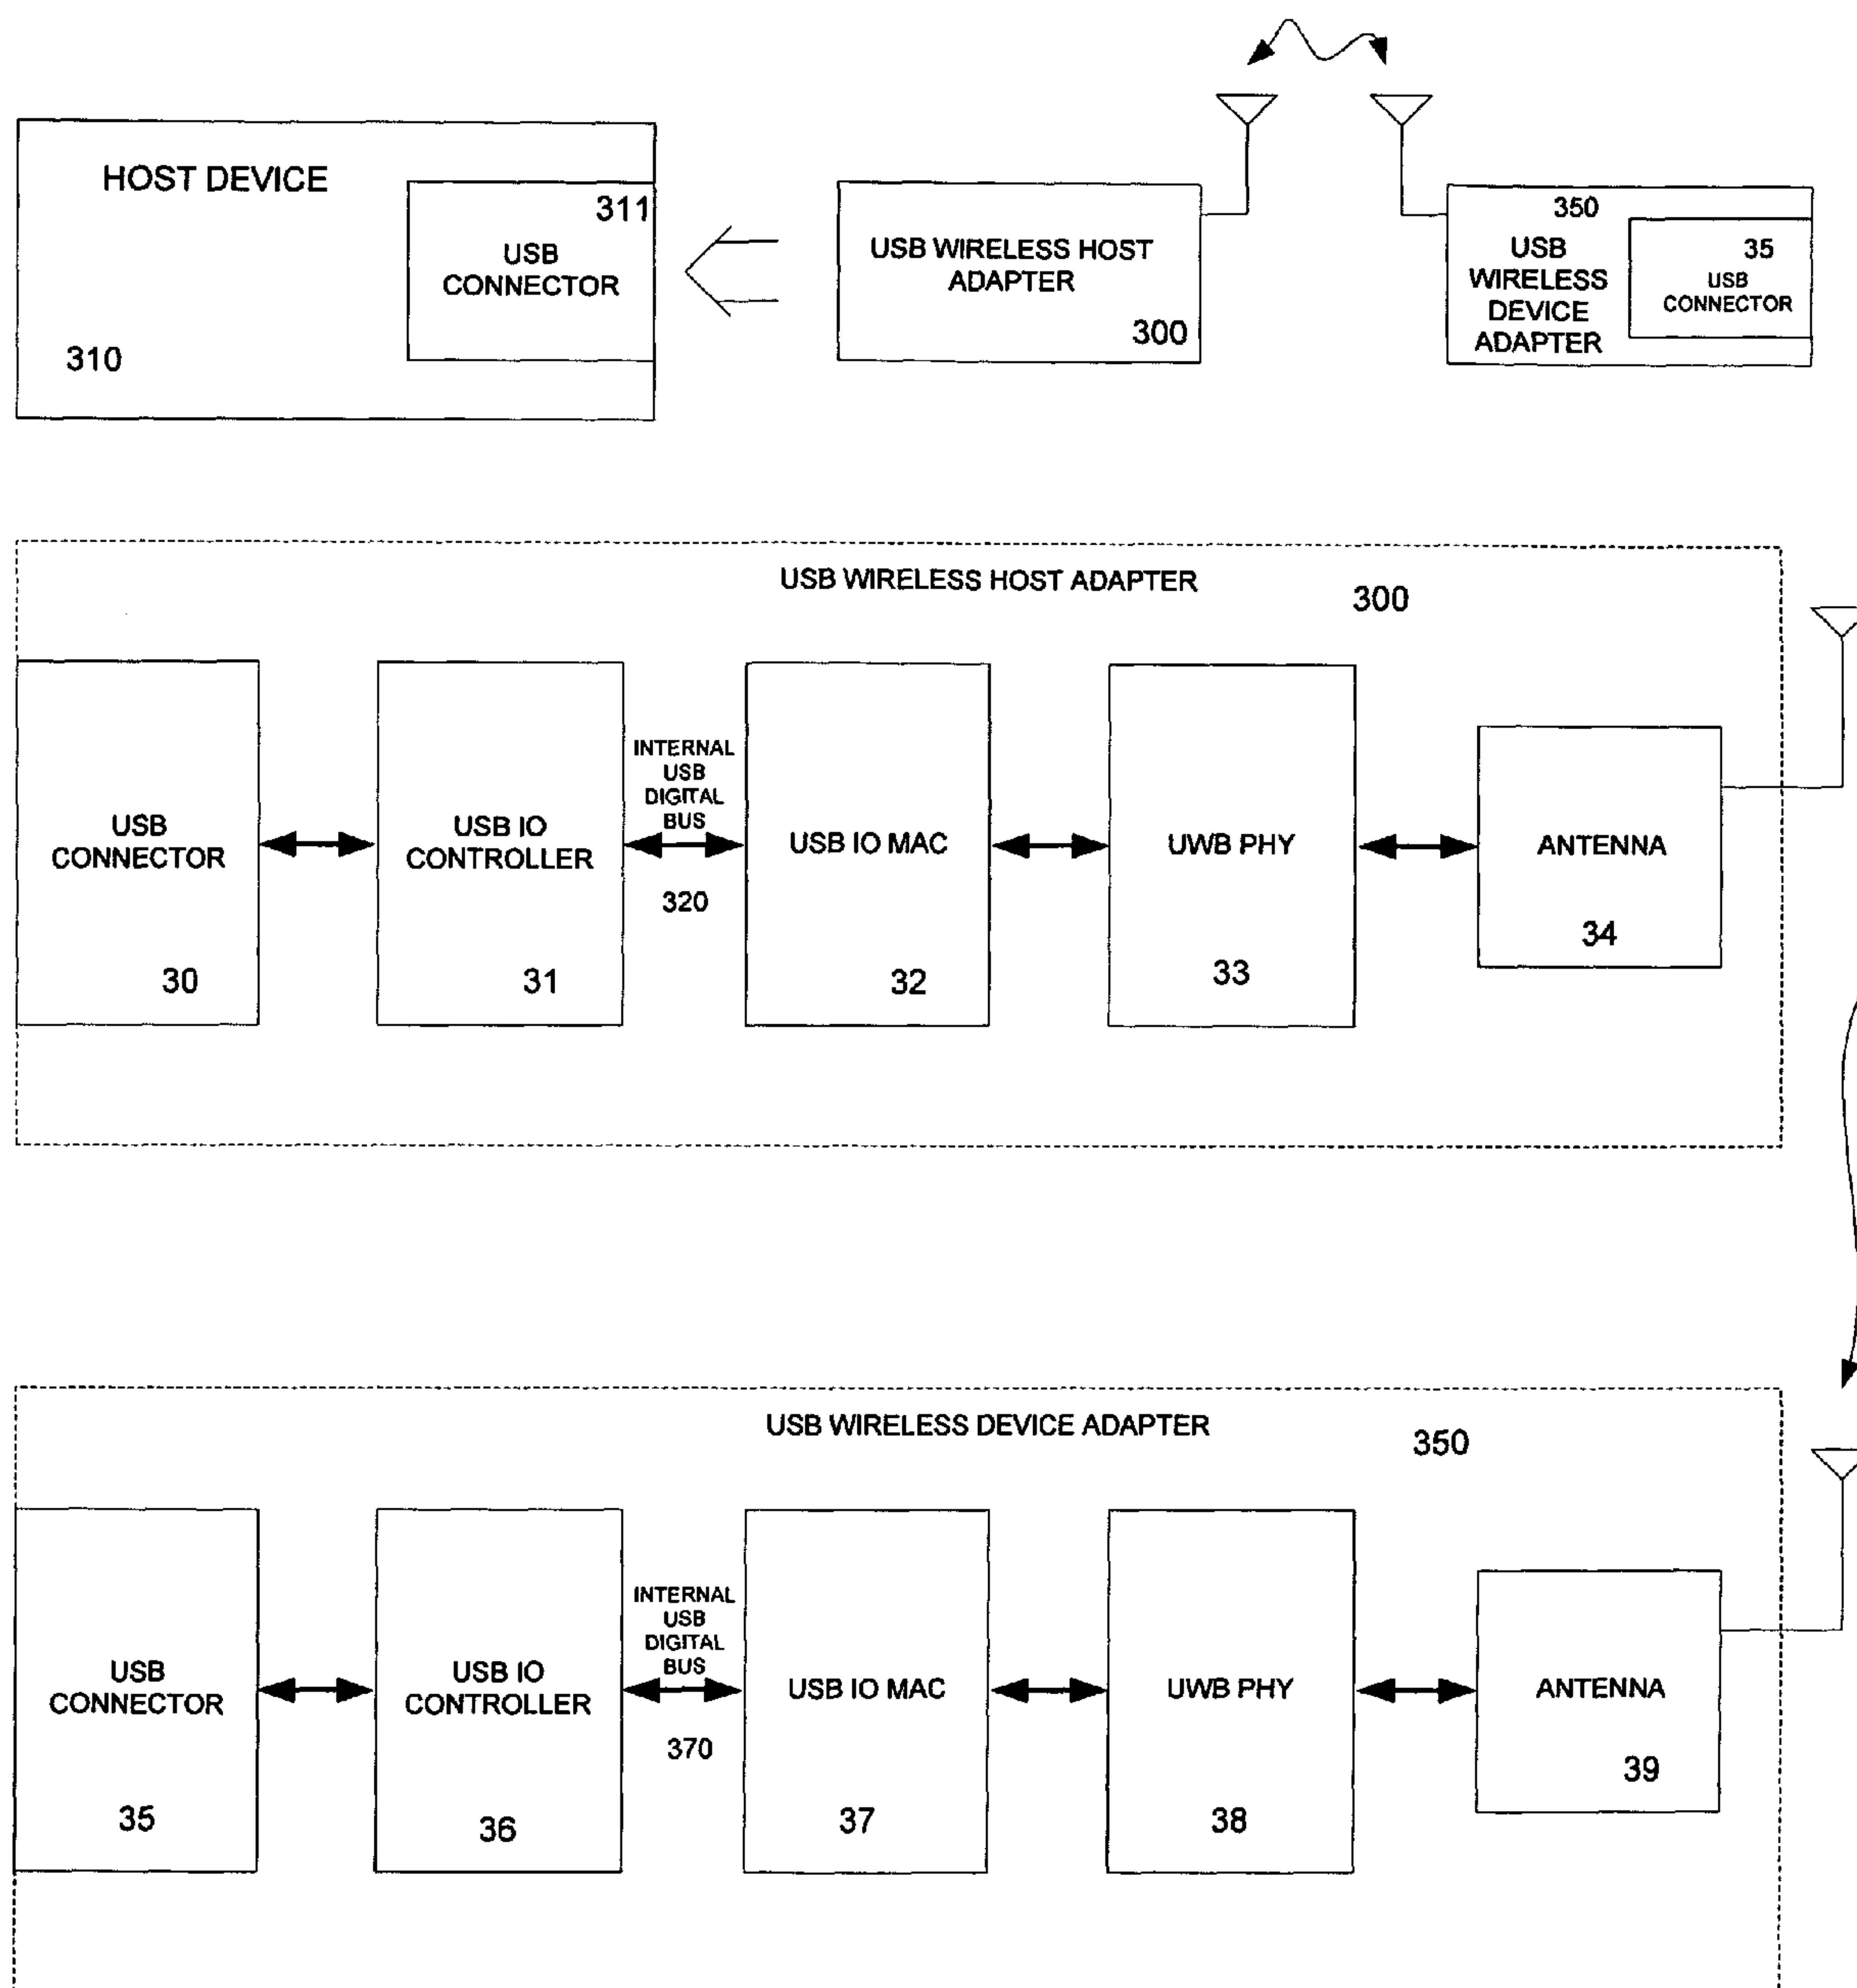 HOST DEVICE
311
USB
CONNECTOR
310
USB WIRELESS HOST
ADAPTER
300
350
USB
WIRELESS
DEVICE
ADAPTER
35
USB
CONNECTOR
USB WIRELESS HOST ADAPTER
300
USB
CONNECTOR
30
USB IO
CONTROLLER
31
INTERNAL
USB
DIGITAL
BUS
320
USB IO MAC
32
UWB PHY
33
ANTENNA
34
USB WIRELESS DEVICE ADAPTER
350
USB
CONNECTOR
35
USB IO
CONTROLLER
36
INTERNAL
USB
DIGITAL
BUS
370
USB IO MAC
37
UWB PHY
38
ANTENNA
39